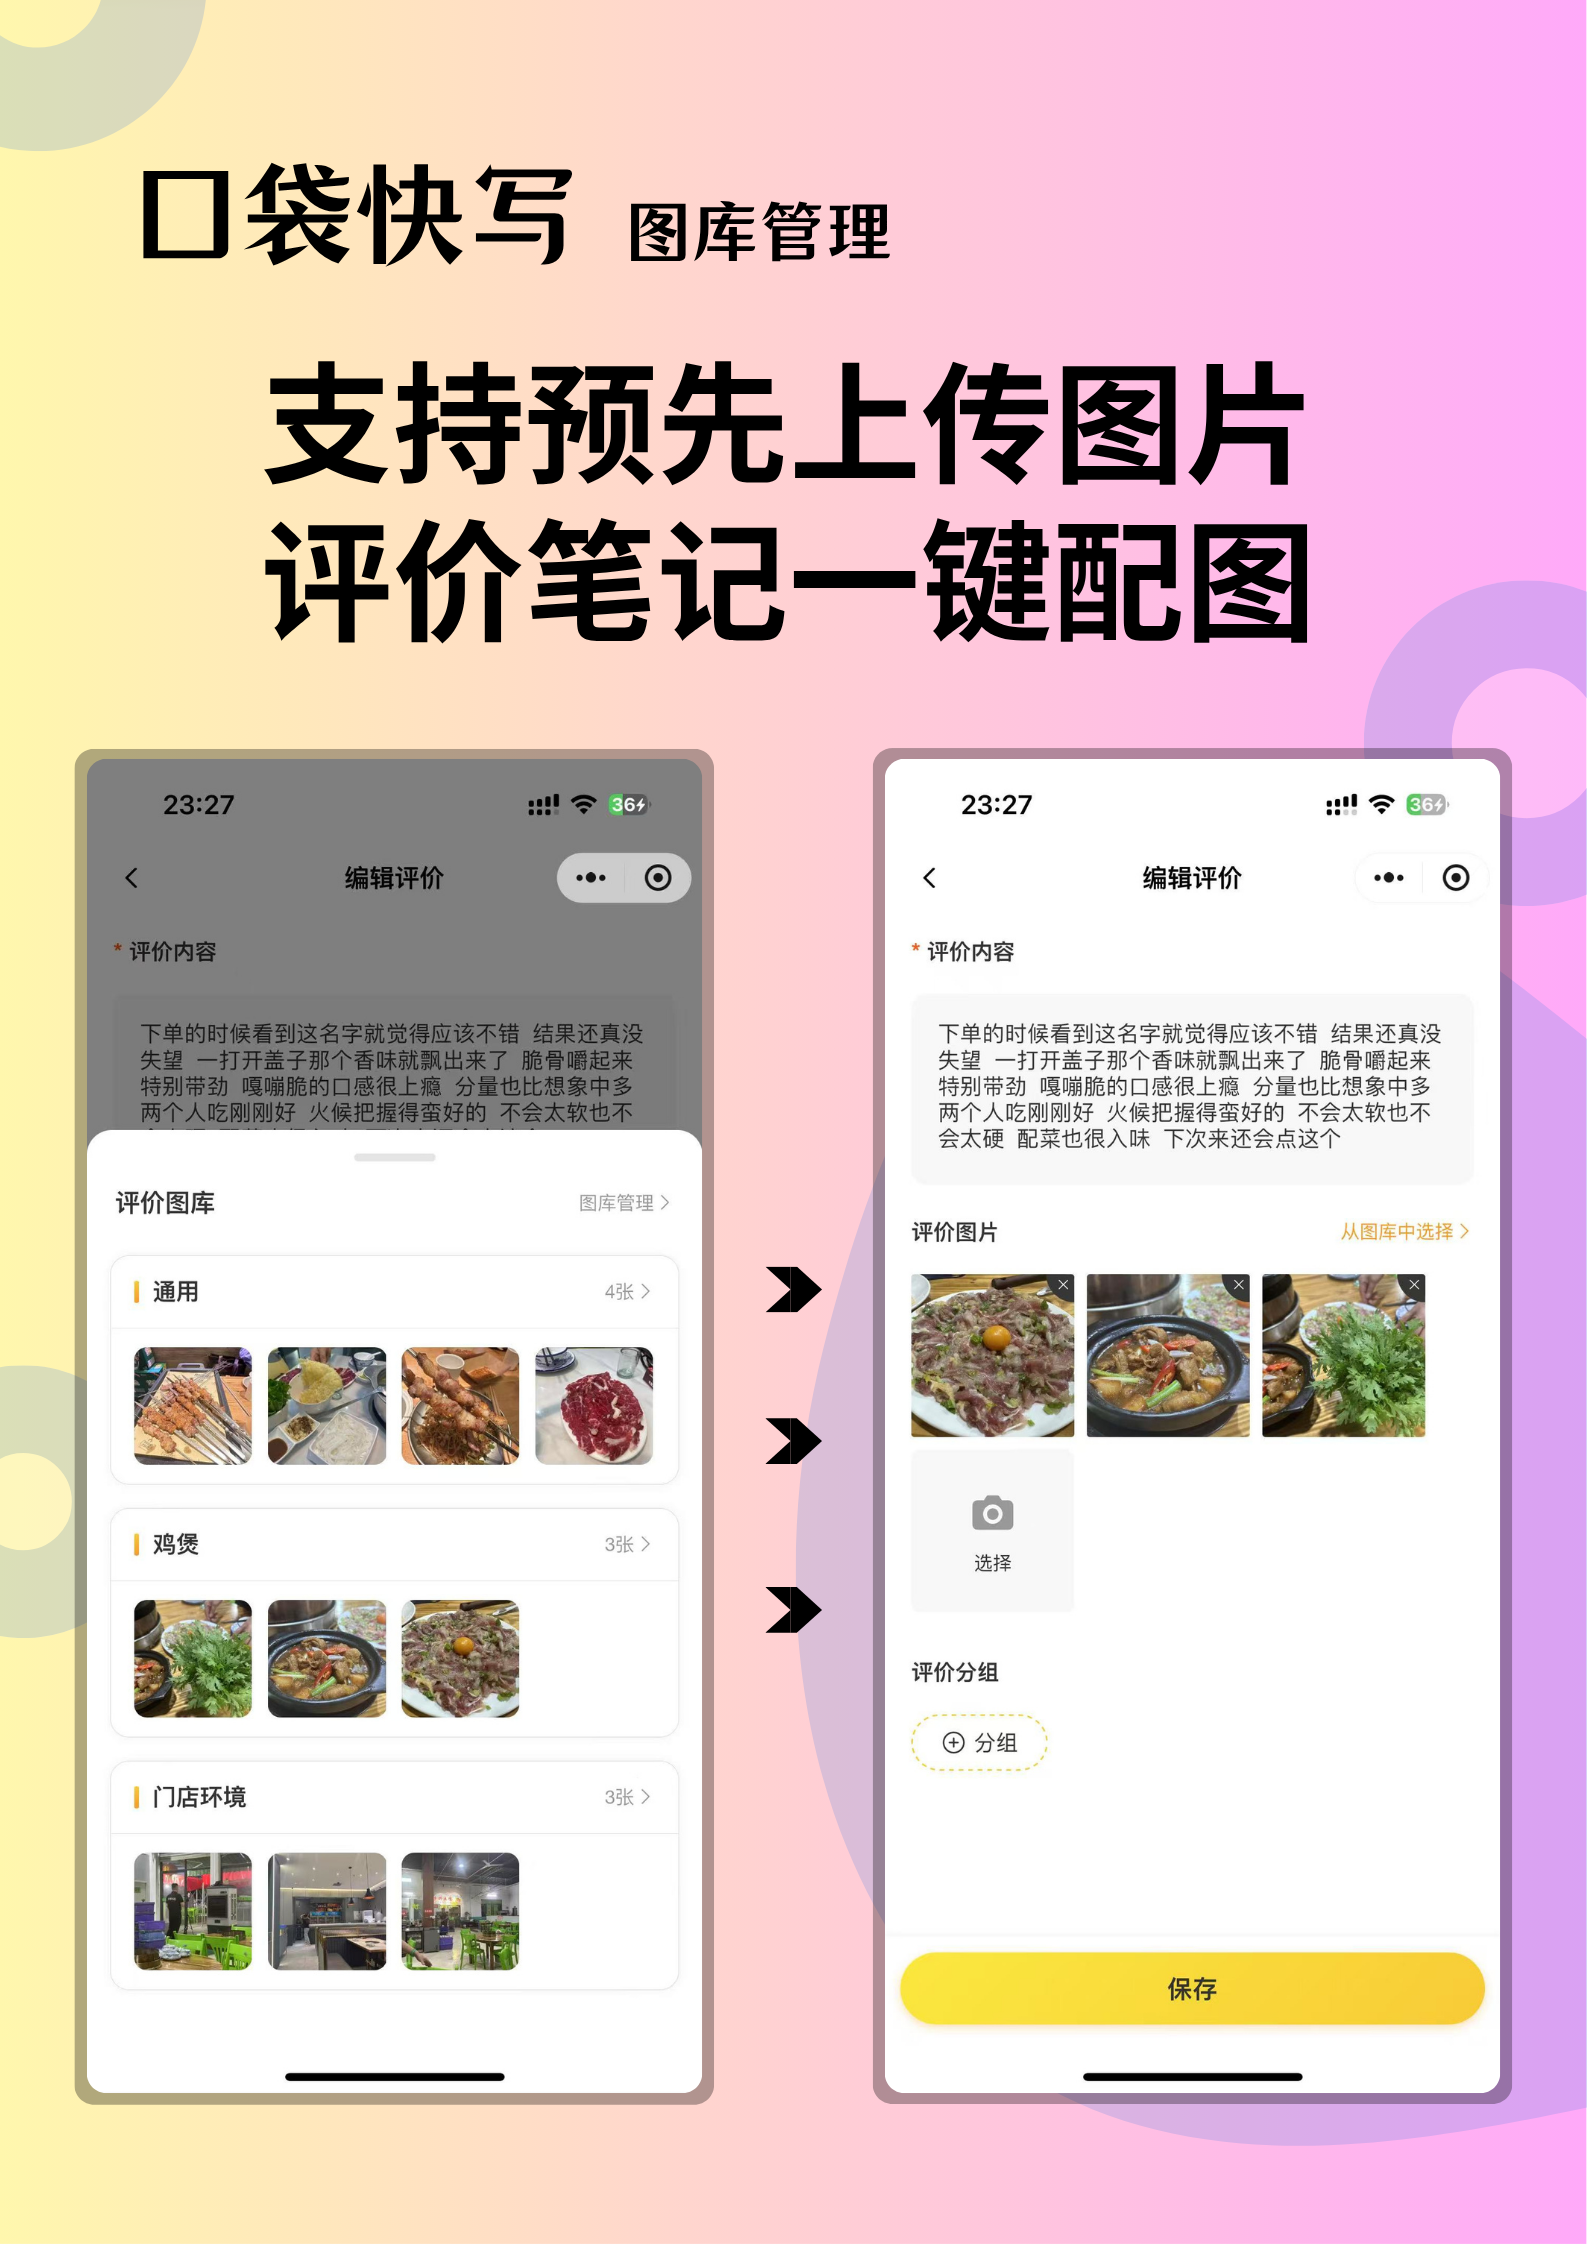 口袋快写 图库管理
支持预先上传图片
评价笔记一键配图
23:27
36
编辑评价
* 评价内容
下单的时候看到这名字就觉得应该不错 结果还真没
失望 一打开盖子那个香味就飘出来了 脆骨嚼起来
特别带劲 嘎嘣脆的口感很上瘾 分量也比想象中多
两个人吃刚刚好 火候把握得蛮好的 不会太软也不
评价图库
图库管理
通用
4张
鸡煲
3张
门店环境
3张
23:27
36
编辑评价
* 评价内容
下单的时候看到这名字就觉得应该不错 结果还真没
失望 一打开盖子那个香味就飘出来了 脆骨嚼起来
特别带劲 嘎嘣脆的口感很上瘾 分量也比想象中多
两个人吃刚刚好 火候把握得蛮好的 不会太软也不
会太硬 配菜也很入味 下次来还会点这个
评价图片
从图库中选择
选择
评价分组
分组
保存